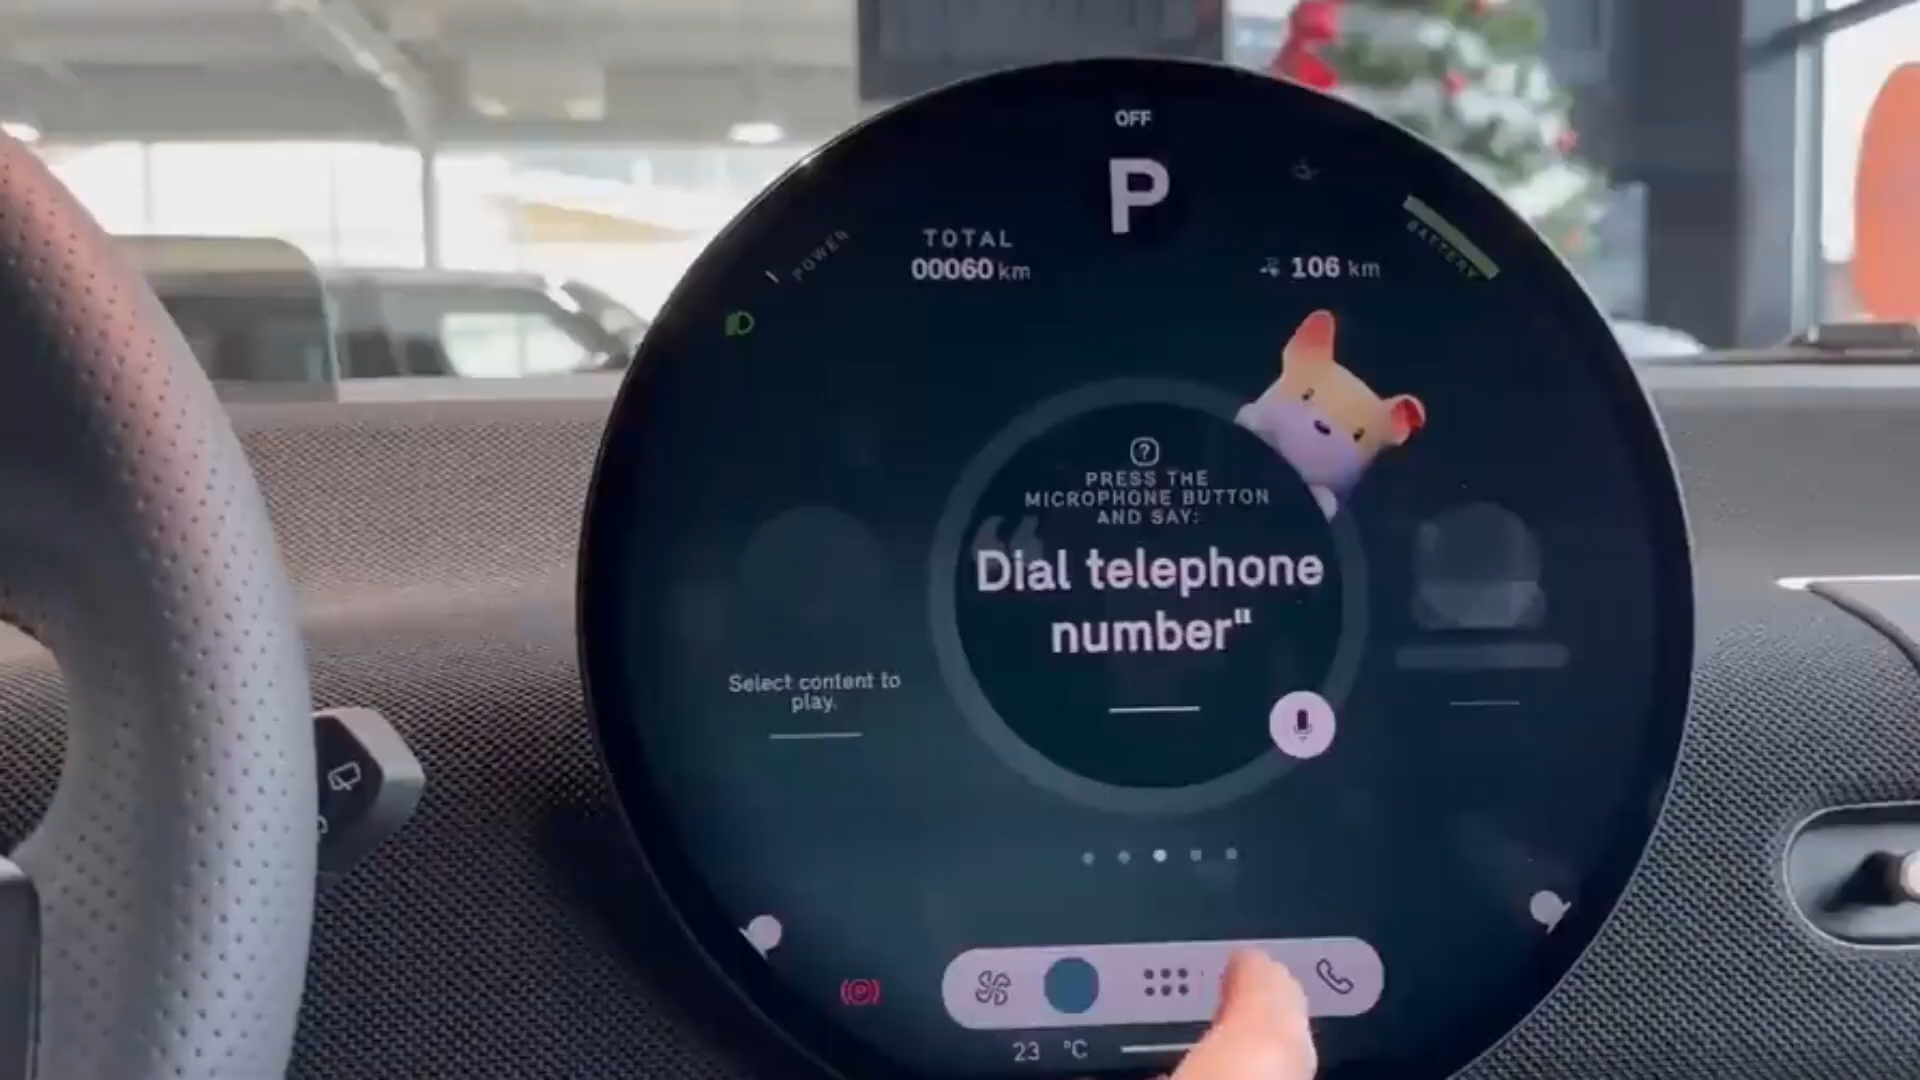 OFF
P
POWER
TOTAL
00060 km
106 km
BATTERY
?
PRESS THE
MICROPHONE BUTTON
AND SAY:
“
Dial telephone
number"
Select content to
play.
(P)
23 °C